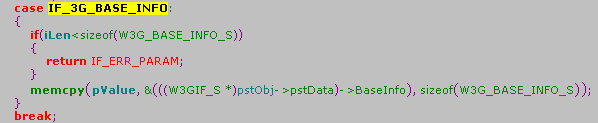 case IF_3G_BASE_INFO:
{
if(iLen<sizeof(W3G_BASE_INFO_S))
{
return IF_ERR_PARAM;
}
memcpy(pValue, &(((W3GIF_S *)pstObj->pstData)->BaseInfo), sizeof(W3G_BASE_INFO_S));
}
break;